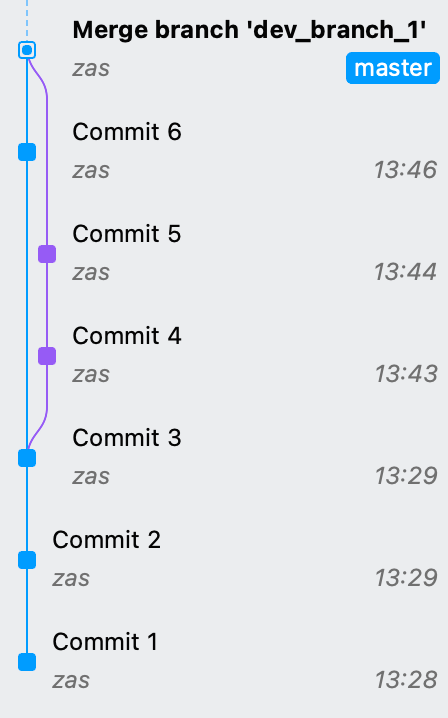 Merge branch 'dev_branch_1'
zas master
Commit 6
zas 13:46
Commit 5
zas 13:44
Commit 4
zas 13:43
Commit 3
zas 13:29
Commit 2
zas 13:29
Commit 1
zas 13:28